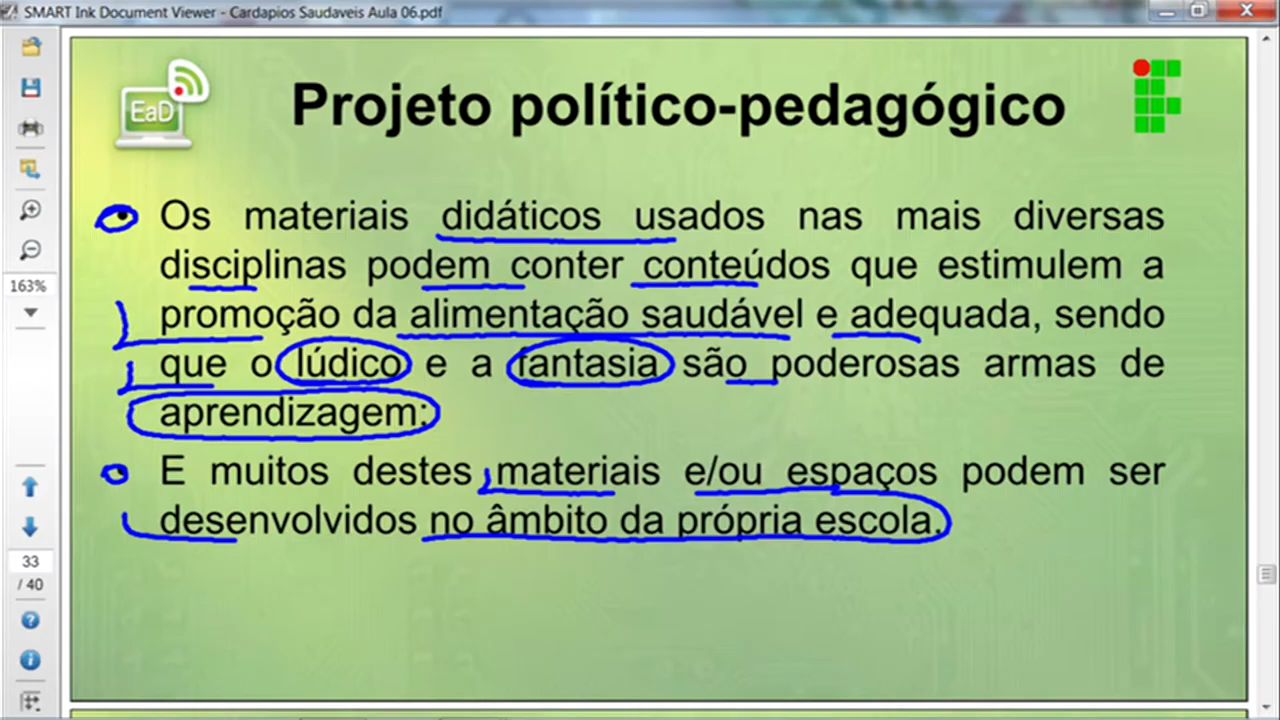 SMART Ink Document Viewer - Cardapios Saudaveis Aula 06.pdf
EaD
Projeto político-pedagógico
Os materiais didáticos usados nas mais diversas
disciplinas podem conter conteúdos que estimulem a
promoção da alimentação saudável e adequada, sendo
que o lúdico e a fantasia são poderosas armas de
aprendizagem;
E muitos destes materiais e/ou espaços podem ser
desenvolvidos no âmbito da própria escola.
163%
33
/ 40